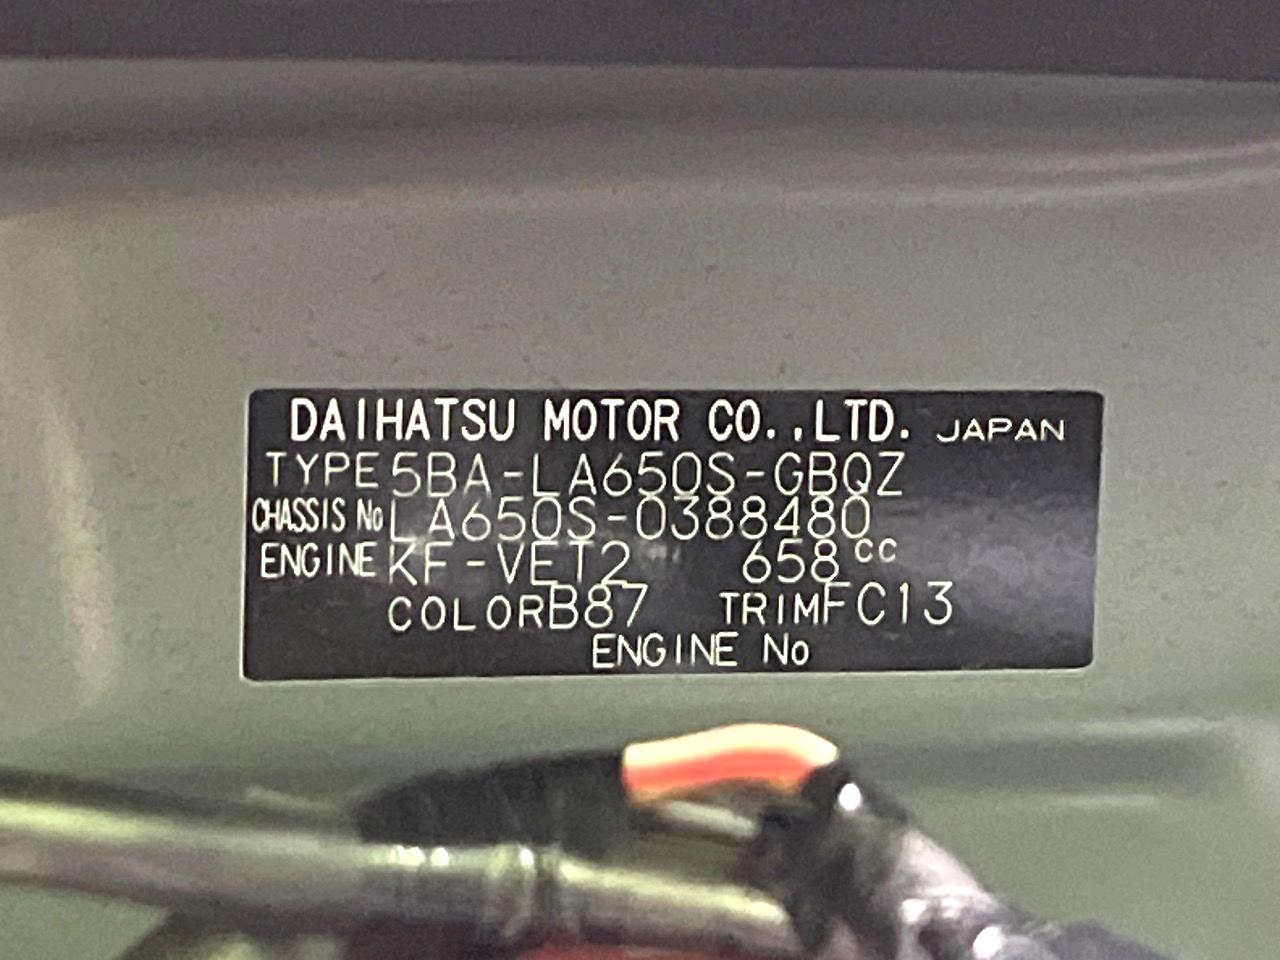 DAIHATSU MOTOR CO.,LTD. JAPAN
TYPE 5BA-LA650S-GBQZ
CHASSIS No LA650S-0388480
ENGINE KF-VET2 658cc
COLOR B87 TRIM FC13
ENGINE No